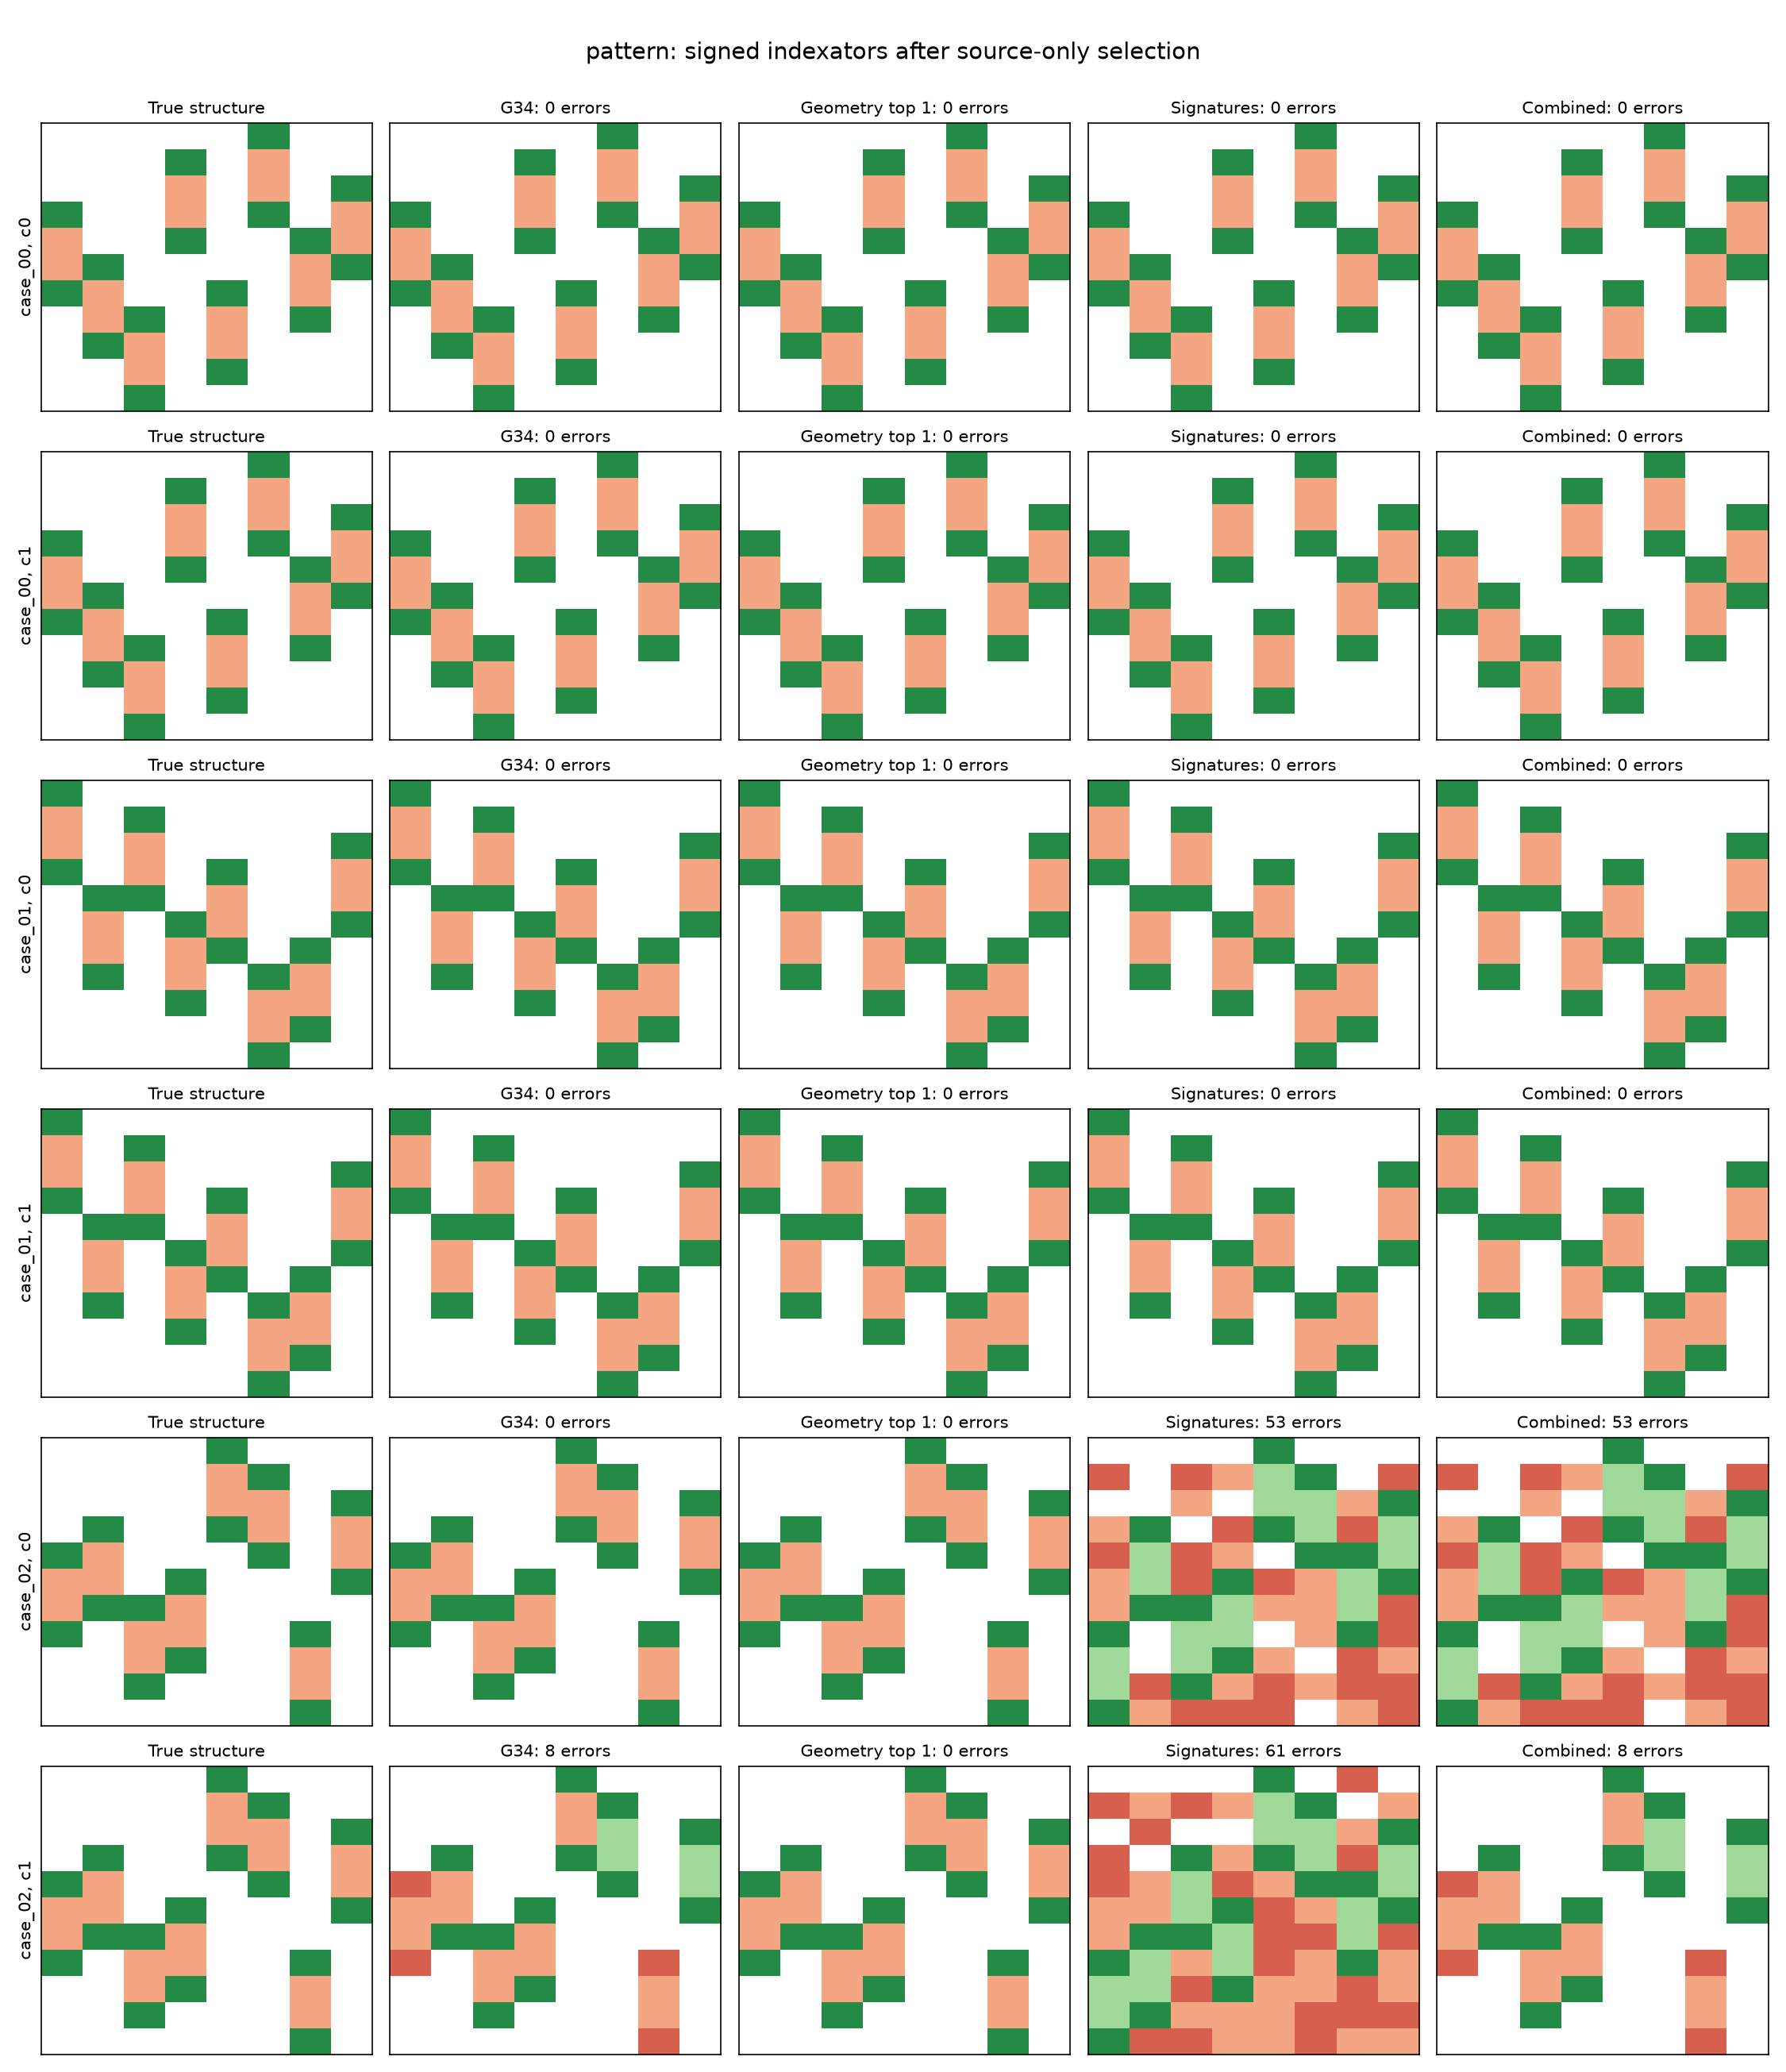 pattern: signed indexators after source-only selection
True structure
G34: 0 errors
Geometry top 1: 0 errors
Signatures: 0 errors
Combined: 0 errors
case_00, c0
True structure
G34: 0 errors
Geometry top 1: 0 errors
Signatures: 0 errors
Combined: 0 errors
case_00, c1
True structure
G34: 0 errors
Geometry top 1: 0 errors
Signatures: 0 errors
Combined: 0 errors
case_01, c0
True structure
G34: 0 errors
Geometry top 1: 0 errors
Signatures: 0 errors
Combined: 0 errors
case_01, c1
True structure
G34: 0 errors
Geometry top 1: 0 errors
Signatures: 53 errors
Combined: 53 errors
case_02, c0
True structure
G34: 8 errors
Geometry top 1: 0 errors
Signatures: 61 errors
Combined: 8 errors
case_02, c1